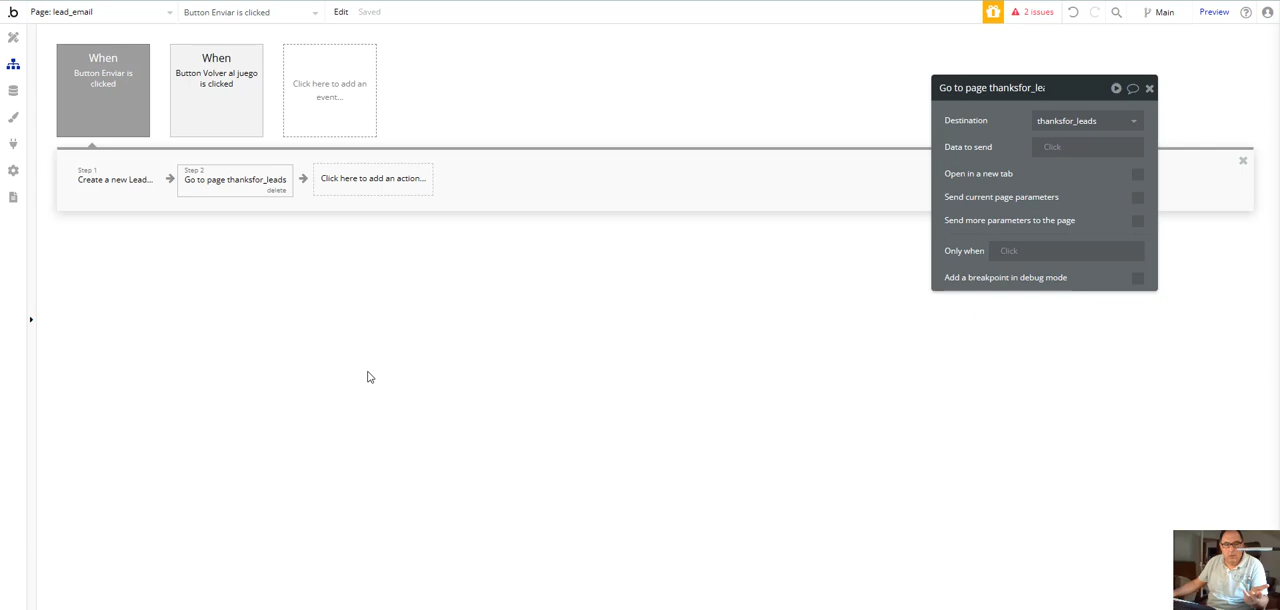 b Page: lead_email Button Enviar is clicked Edit Saved 2 issues Main Preview
When
Button Enviar is
clicked
When
Button Volver al juego
is clicked
Click here to add an
event...
Step 1
Create a new Lead...
Step 2
Go to page thanksfor_leads
delete
Click here to add an action...
Go to page thanksfor_lea
Destination thanksfor_leads
Data to send Click
Open in a new tab
Send current page parameters
Send more parameters to the page
Only when Click
Add a breakpoint in debug mode